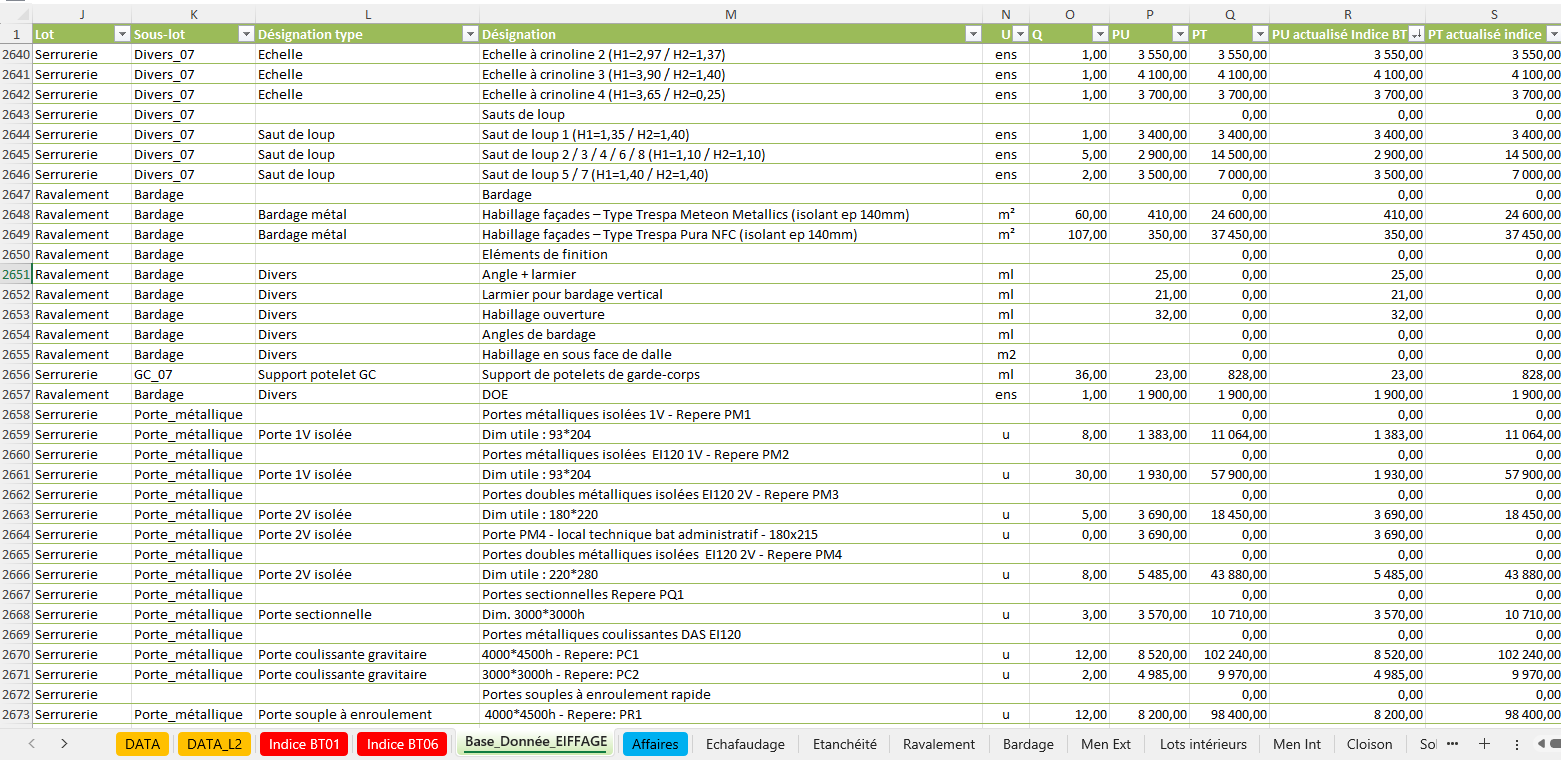 J K L M N O P Q R S
1 Lot Sous-lot Désignation type Désignation U Q PU PT PU actualisé Indice BT PT actualisé indice
2640 Serrurerie Divers_07 Echelle Echelle à crinoline 2 (H1=2,97 / H2=1,37) ens 1,00 3 550,00 3 550,00 3 550,00 3 550,00
2641 Serrurerie Divers_07 Echelle Echelle à crinoline 3 (H1=3,90 / H2=1,40) ens 1,00 4 100,00 4 100,00 4 100,00 4 100,00
2642 Serrurerie Divers_07 Echelle Echelle à crinoline 4 (H1=3,65 / H2=0,25) ens 1,00 3 700,00 3 700,00 3 700,00 3 700,00
2643 Serrurerie Divers_07 Sauts de loup 0,00 0,00 0,00
2644 Serrurerie Divers_07 Saut de loup Saut de loup 1 (H1=1,35 / H2=1,40) ens 1,00 3 400,00 3 400,00 3 400,00 3 400,00
2645 Serrurerie Divers_07 Saut de loup Saut de loup 2 / 3 / 4 / 6 / 8 (H1=1,10 / H2=1,10) ens 5,00 2 900,00 14 500,00 2 900,00 14 500,00
2646 Serrurerie Divers_07 Saut de loup Saut de loup 5 / 7 (H1=1,40 / H2=1,40) ens 2,00 3 500,00 7 000,00 3 500,00 7 000,00
2647 Ravalement Bardage Bardage 0,00 0,00 0,00
2648 Ravalement Bardage Bardage métal Habillage façades – Type Trespa Meteon Metallics (isolant ep 140mm) m² 60,00 410,00 24 600,00 410,00 24 600,00
2649 Ravalement Bardage Bardage métal Habillage façades – Type Trespa Pura NFC (isolant ep 140mm) m² 107,00 350,00 37 450,00 350,00 37 450,00
2650 Ravalement Bardage Eléments de finition 0,00 0,00 0,00
2651 Ravalement Bardage Divers Angle + larmier ml 25,00 0,00 25,00 0,00
2652 Ravalement Bardage Divers Larmier pour bardage vertical ml 21,00 0,00 21,00 0,00
2653 Ravalement Bardage Divers Habillage ouverture ml 32,00 0,00 32,00 0,00
2654 Ravalement Bardage Divers Angles de bardage ml 0,00 0,00 0,00
2655 Ravalement Bardage Divers Habillage en sous face de dalle m2 0,00 0,00 0,00
2656 Serrurerie GC_07 Support potelet GC Support de potelets de garde-corps ml 36,00 23,00 828,00 23,00 828,00
2657 Ravalement Bardage Divers DOE ens 1,00 1 900,00 1 900,00 1 900,00 1 900,00
2658 Serrurerie Porte_métallique Portes métalliques isolées 1V - Repere PM1 0,00 0,00 0,00
2659 Serrurerie Porte_métallique Porte 1V isolée Dim utile : 93*204 u 8,00 1 383,00 11 064,00 1 383,00 11 064,00
2660 Serrurerie Porte_métallique Portes métalliques isolées EI120 1V - Repere PM2 0,00 0,00 0,00
2661 Serrurerie Porte_métallique Porte 1V isolée Dim utile : 93*204 u 30,00 1 930,00 57 900,00 1 930,00 57 900,00
2662 Serrurerie Porte_métallique Portes doubles métalliques isolées EI120 2V - Repere PM3 0,00 0,00 0,00
2663 Serrurerie Porte_métallique Porte 2V isolée Dim utile : 180*220 u 5,00 3 690,00 18 450,00 3 690,00 18 450,00
2664 Serrurerie Porte_métallique Porte 2V isolée Porte PM4 - local technique bat administratif - 180x215 u 0,00 3 690,00 0,00 3 690,00 0,00
2665 Serrurerie Porte_métallique Portes doubles métalliques isolées EI120 2V - Repere PM4 0,00 0,00 0,00
2666 Serrurerie Porte_métallique Porte 2V isolée Dim utile : 220*280 u 8,00 5 485,00 43 880,00 5 485,00 43 880,00
2667 Serrurerie Porte_métallique Portes sectionnelles Repere PQ1 0,00 0,00 0,00
2668 Serrurerie Porte_métallique Porte sectionnelle Dim. 3000*3000h u 3,00 3 570,00 10 710,00 3 570,00 10 710,00
2669 Serrurerie Porte_métallique Portes métalliques coulissantes DAS EI120 0,00 0,00 0,00
2670 Serrurerie Porte_métallique Porte coulissante gravitaire 4000*4500h - Repere: PC1 u 12,00 8 520,00 102 240,00 8 520,00 102 240,00
2671 Serrurerie Porte_métallique Porte coulissante gravitaire 3000*3000h - Repere: PC2 u 2,00 4 985,00 9 970,00 4 985,00 9 970,00
2672 Serrurerie Portes souples à enroulement rapide 0,00 0,00 0,00
2673 Serrurerie Porte_métallique Porte souple à enroulement 4000*4500h - Repere: PR1 u 12,00 8 200,00 98 400,00 8 200,00 98 400,00
DATA DATA_L2 Indice BT01 Indice BT06 Base_Donnée_EIFFAGE Affaires Echafaudage Etanchéité Ravalement Bardage Men Ext Lots intérieurs Men Int Cloison Sol